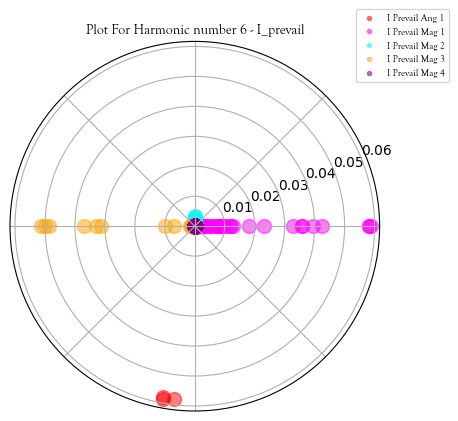 Plot For Harmonic number 6 - I_prevail
I Prevail Ang 1
I Prevail Mag 1
I Prevail Mag 2
I Prevail Mag 3
I Prevail Mag 4
0.06
0.05
0.04
0.03
0.02
0.01